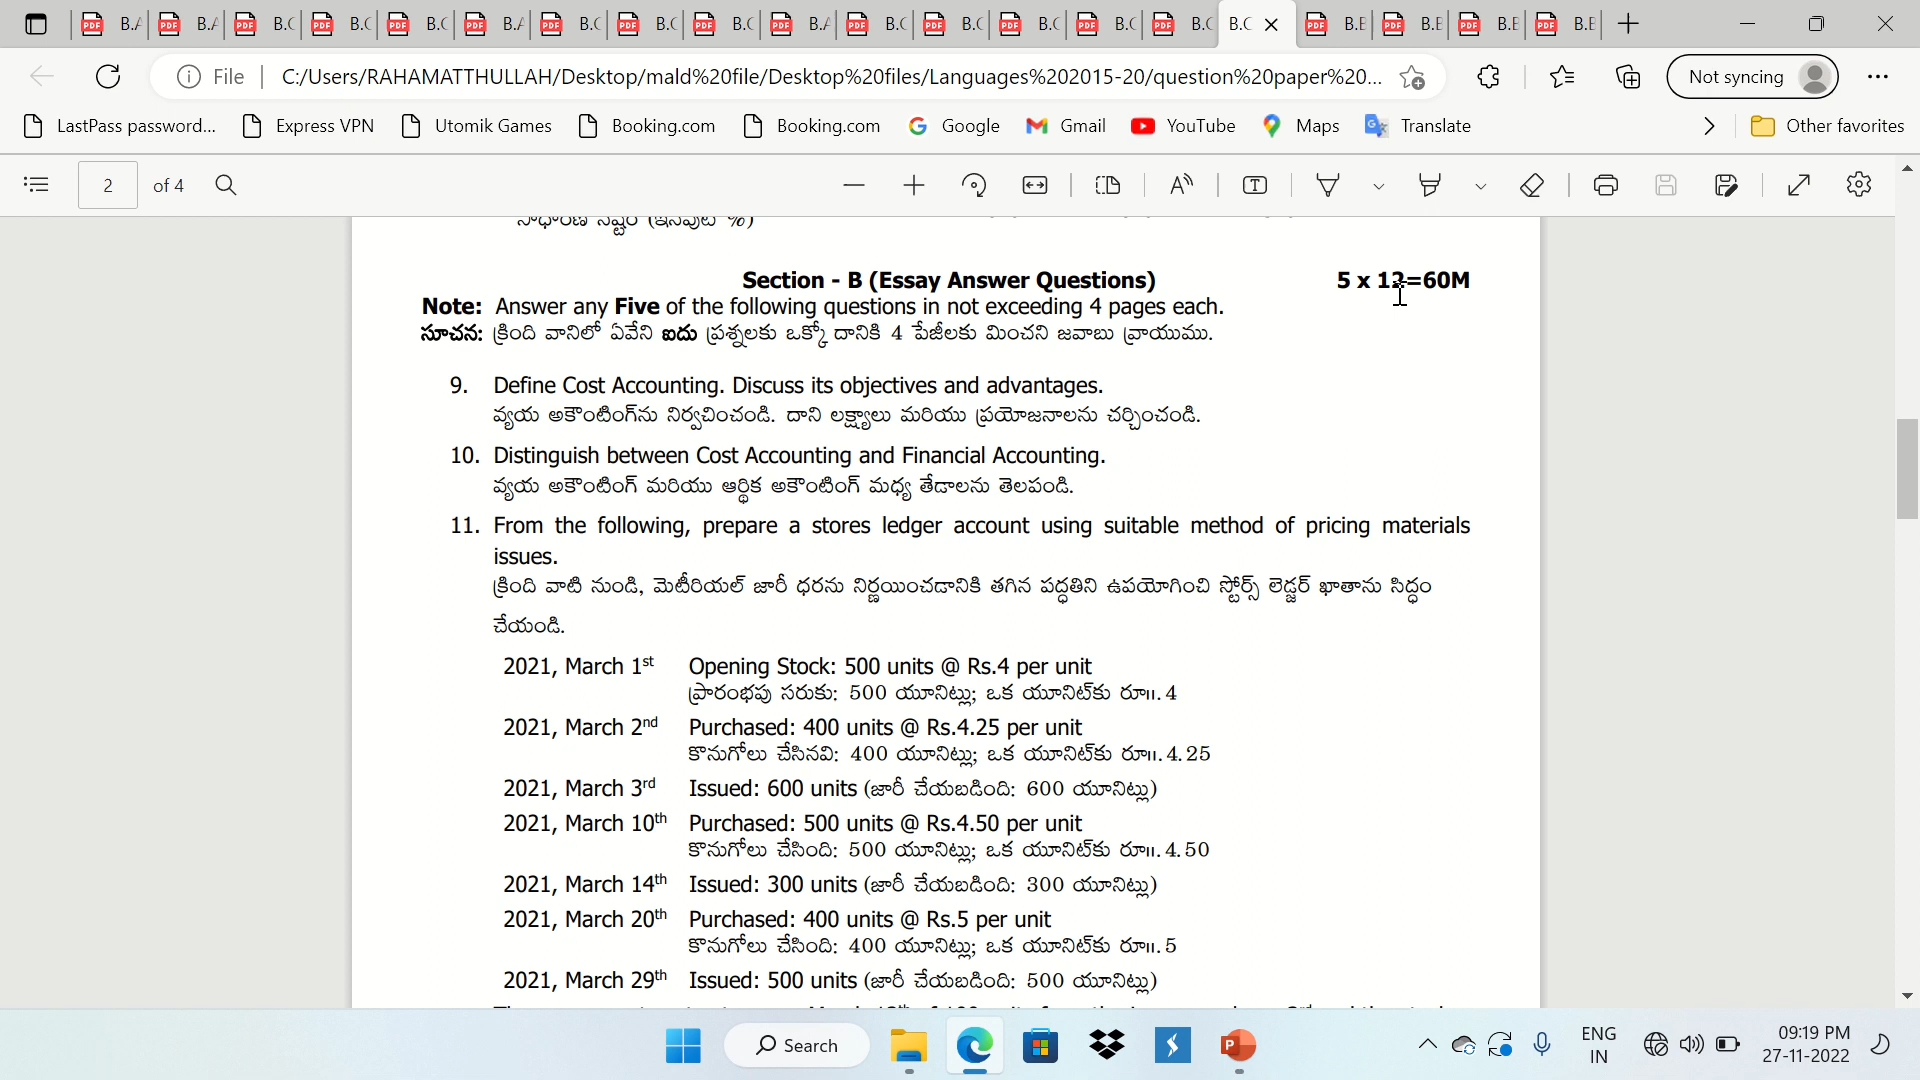 B.A B.A B.C B.C B.C B.A B.C B.C B.C B.A B.C B.C B.C B.C B.C B.C B.E B.E B.E B.E
File C:/Users/RAHAMATTHULLAH/Desktop/mald%20file/Desktop%20files/Languages%202015-20/question%20paper%20... Not syncing
LastPass password... Express VPN Utomik Games Booking.com Booking.com Google Gmail YouTube Maps Translate Other favorites
2 of 4
సాధారణ నష్టం (ఇన్‌పుట్ %)
Section - B (Essay Answer Questions) 5 x 12=60M
Note: Answer any Five of the following questions in not exceeding 4 pages each.
సూచన: క్రింది వానిలో ఏవేని ఐదు ప్రశ్నలకు ఒక్కో దానికి 4 పేజీలకు మించని జవాబు వ్రాయుము.
9. Define Cost Accounting. Discuss its objectives and advantages.
వ్యయ అకౌంటింగ్‌ను నిర్వచించండి. దాని లక్ష్యాలు మరియు ప్రయోజనాలను చర్చించండి.
10. Distinguish between Cost Accounting and Financial Accounting.
వ్యయ అకౌంటింగ్ మరియు ఆర్థిక అకౌంటింగ్ మధ్య తేడాలను తెలపండి.
11. From the following, prepare a stores ledger account using suitable method of pricing materials
issues.
క్రింది వాటి నుండి, మెటీరియల్ జారీ ధరను నిర్ణయించడానికి తగిన పద్ధతిని ఉపయోగించి స్టోర్స్ లెడ్జర్ ఖాతాను సిద్ధం
చేయండి.
2021, March 1st Opening Stock: 500 units @ Rs.4 per unit
ప్రారంభపు సరుకు: 500 యూనిట్లు; ఒక యూనిట్‌కు రూ॥.4
2021, March 2nd Purchased: 400 units @ Rs.4.25 per unit
కొనుగోలు చేసినవి: 400 యూనిట్లు; ఒక యూనిట్‌కు రూ॥.4.25
2021, March 3rd Issued: 600 units (జారీ చేయబడింది: 600 యూనిట్లు)
2021, March 10th Purchased: 500 units @ Rs.4.50 per unit
కొనుగోలు చేసింది: 500 యూనిట్లు; ఒక యూనిట్‌కు రూ॥.4.50
2021, March 14th Issued: 300 units (జారీ చేయబడింది: 300 యూనిట్లు)
2021, March 20th Purchased: 400 units @ Rs.5 per unit
కొనుగోలు చేసింది: 400 యూనిట్లు; ఒక యూనిట్‌కు రూ॥.5
2021, March 29th Issued: 500 units (జారీ చేయబడింది: 500 యూనిట్లు)
Search ENG IN 09:19 PM 27-11-2022